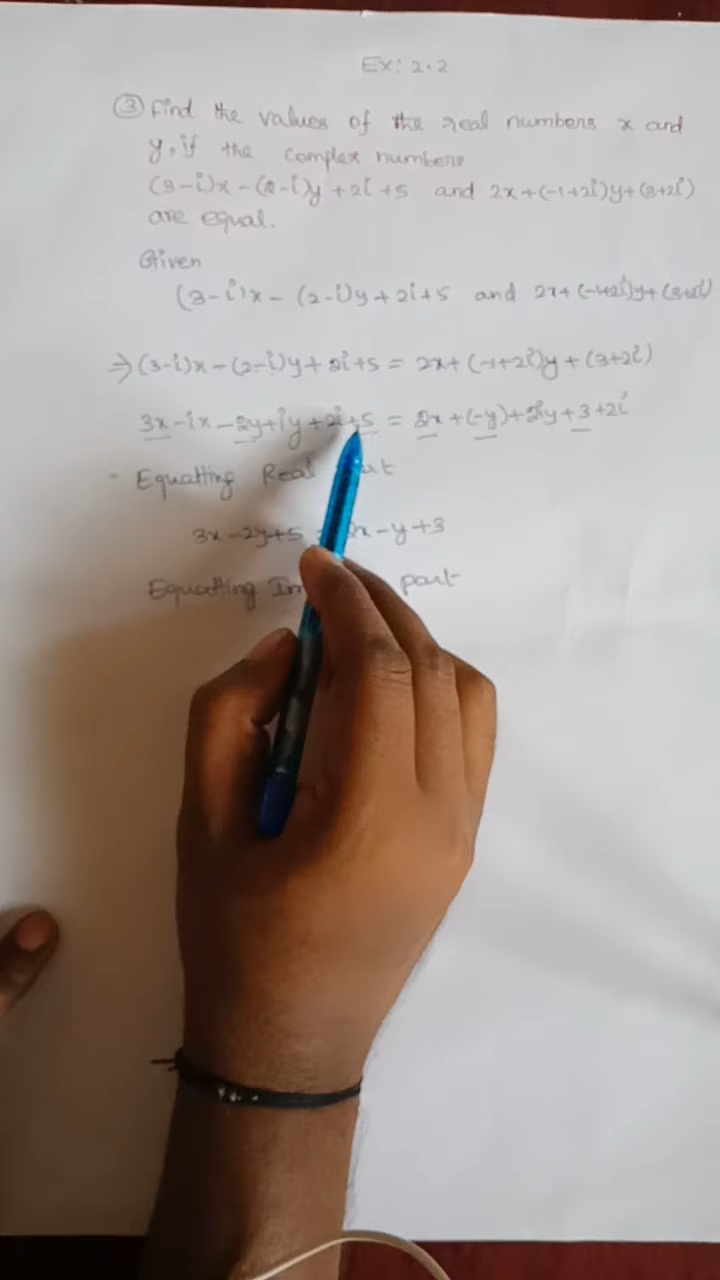 Ex: 2.2
③ Find the values of the real numbers x and
y, if the complex numbers
(3-i)x - (2-i)y + 2i + 5 and 2x + (-1+2i)y + (3+2i)
are equal.
Given
(3-i)x - (2-i)y + 2i + 5 and 2x + (-1+2i)y + (3+2i)
⇒ (3-i)x - (2-i)y + 2i + 5 = 2x + (-1+2i)y + (3+2i)
3x - ix - 2y + iy + 2i + 5 = 2x + (-y) + 2iy + 3 + 2i
Equatting Real
3x - 2y + 5 x - y + 3
Equatting part